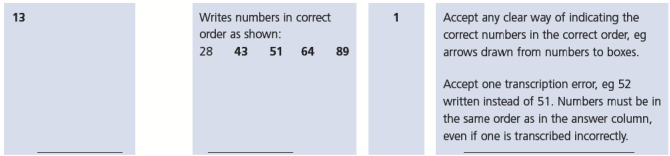 13
Writes numbers in correct
order as shown:
28 43 51 64 89
1
Accept any clear way of indicating the
correct numbers in the correct order, eg
arrows drawn from numbers to boxes.
Accept one transcription error, eg 52
written instead of 51. Numbers must be in
the same order as in the answer column,
even if one is transcribed incorrectly.